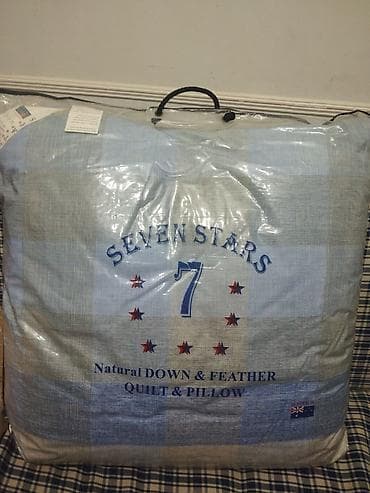 SEVEN STARS
7
Natural DOWN & FEATHER
QUILT & PILLOW